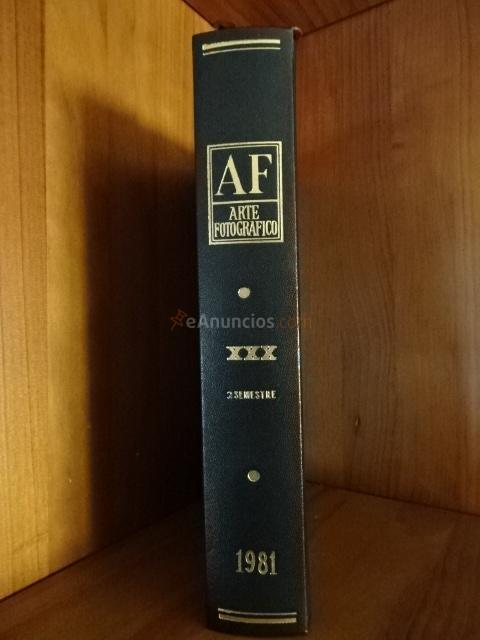 AF
ARTE
FOTOGRAFICO
eAnuncios.com
XXX
2 SEMESTRE
1981